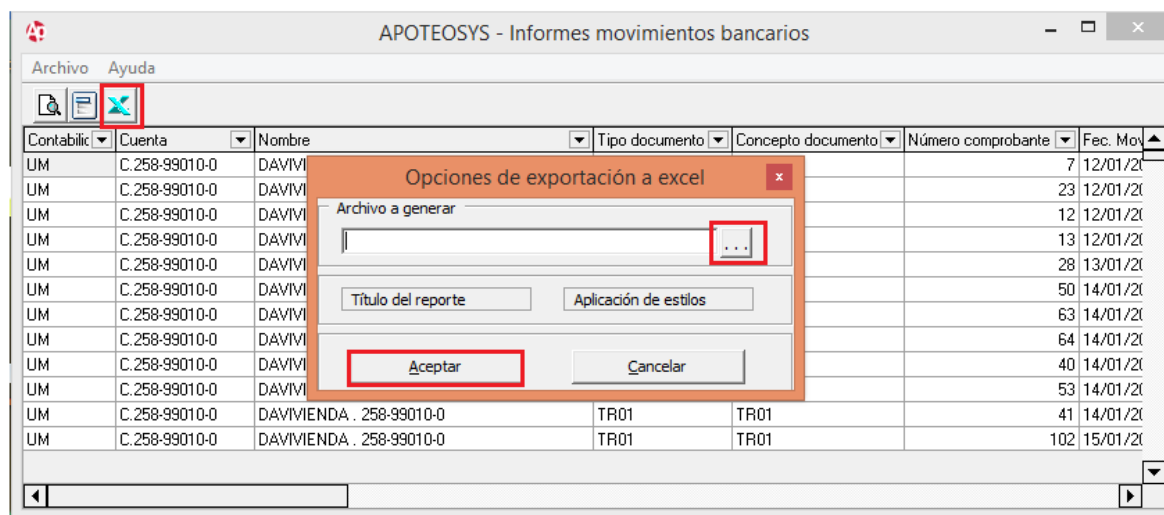 APOTEOSYS - Informes movimientos bancarios
Archivo Ayuda
Contabilic Cuenta Nombre Tipo documento Concepto documento Número comprobante Fec. Mov
UM C.258-99010-0 DAVIVI 7 12/01/20
UM C.258-99010-0 DAVIVI 23 12/01/20
UM C.258-99010-0 DAVIVI 12 12/01/20
UM C.258-99010-0 DAVIVI 13 12/01/20
UM C.258-99010-0 DAVIVI 28 13/01/20
UM C.258-99010-0 DAVIVI 50 14/01/20
UM C.258-99010-0 DAVIVI 63 14/01/20
UM C.258-99010-0 DAVIVI 64 14/01/20
UM C.258-99010-0 DAVIVI 40 14/01/20
UM C.258-99010-0 DAVIVI 53 14/01/20
UM C.258-99010-0 DAVIVIENDA . 258-99010-0 TR01 TR01 41 14/01/20
UM C.258-99010-0 DAVIVIENDA . 258-99010-0 TR01 TR01 102 15/01/20
Opciones de exportación a excel
Archivo a generar
...
Título del reporte Aplicación de estilos
Aceptar Cancelar